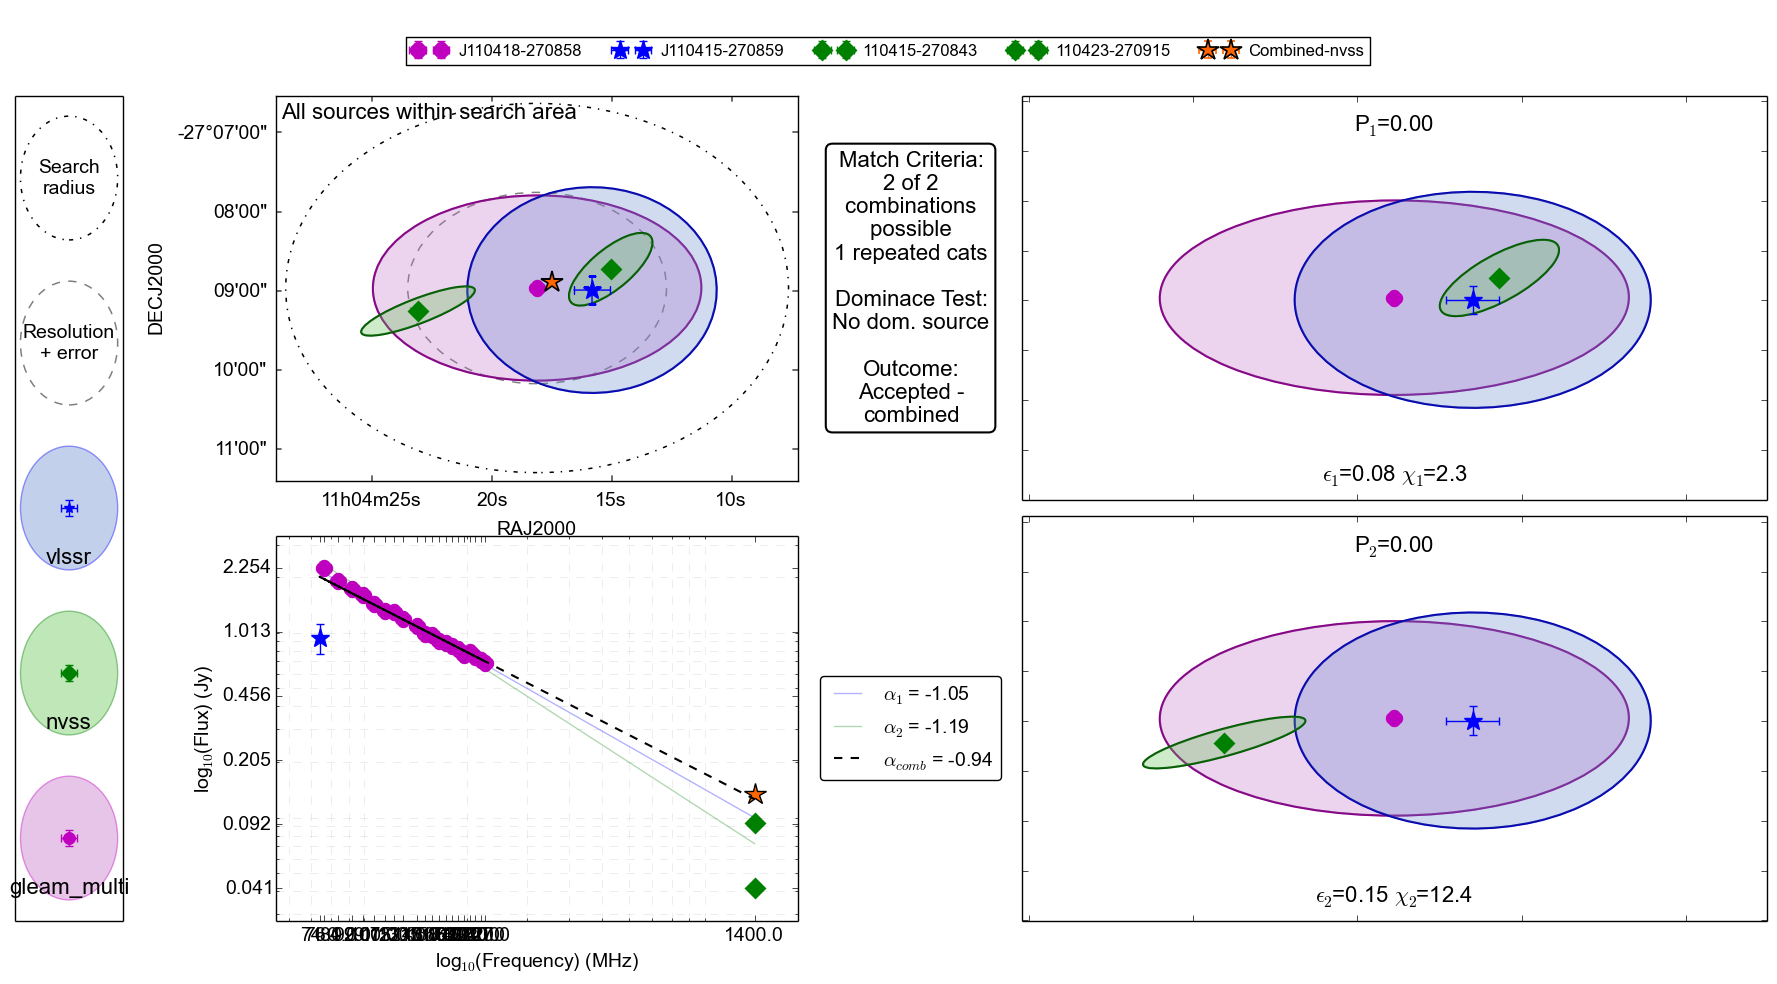 J110418-270858
J110415-270859
110415-270843
110423-270915
Combined-nvss
Search
radius
Resolution
+ error
vlssr
nvss
gleam_multi
All sources within search area
-27°07'00"
08'00"
09'00"
10'00"
11'00"
DECJ2000
11h04m25s
20s
15s
10s
RAJ2000
Match Criteria:
2 of 2
combinations
possible
1 repeated cats
Dominace Test:
No dom. source
Outcome:
Accepted -
combined
P₁=0.00
ϵ₁=0.08 χ₁=2.3
2.254
1.013
0.456
0.205
0.092
0.041
log₁₀(Flux) (Jy)
1400.0
log₁₀(Frequency) (MHz)
α₁ = -1.05
α₂ = -1.19
α_comb = -0.94
P₂=0.00
ϵ₂=0.15 χ₂=12.4